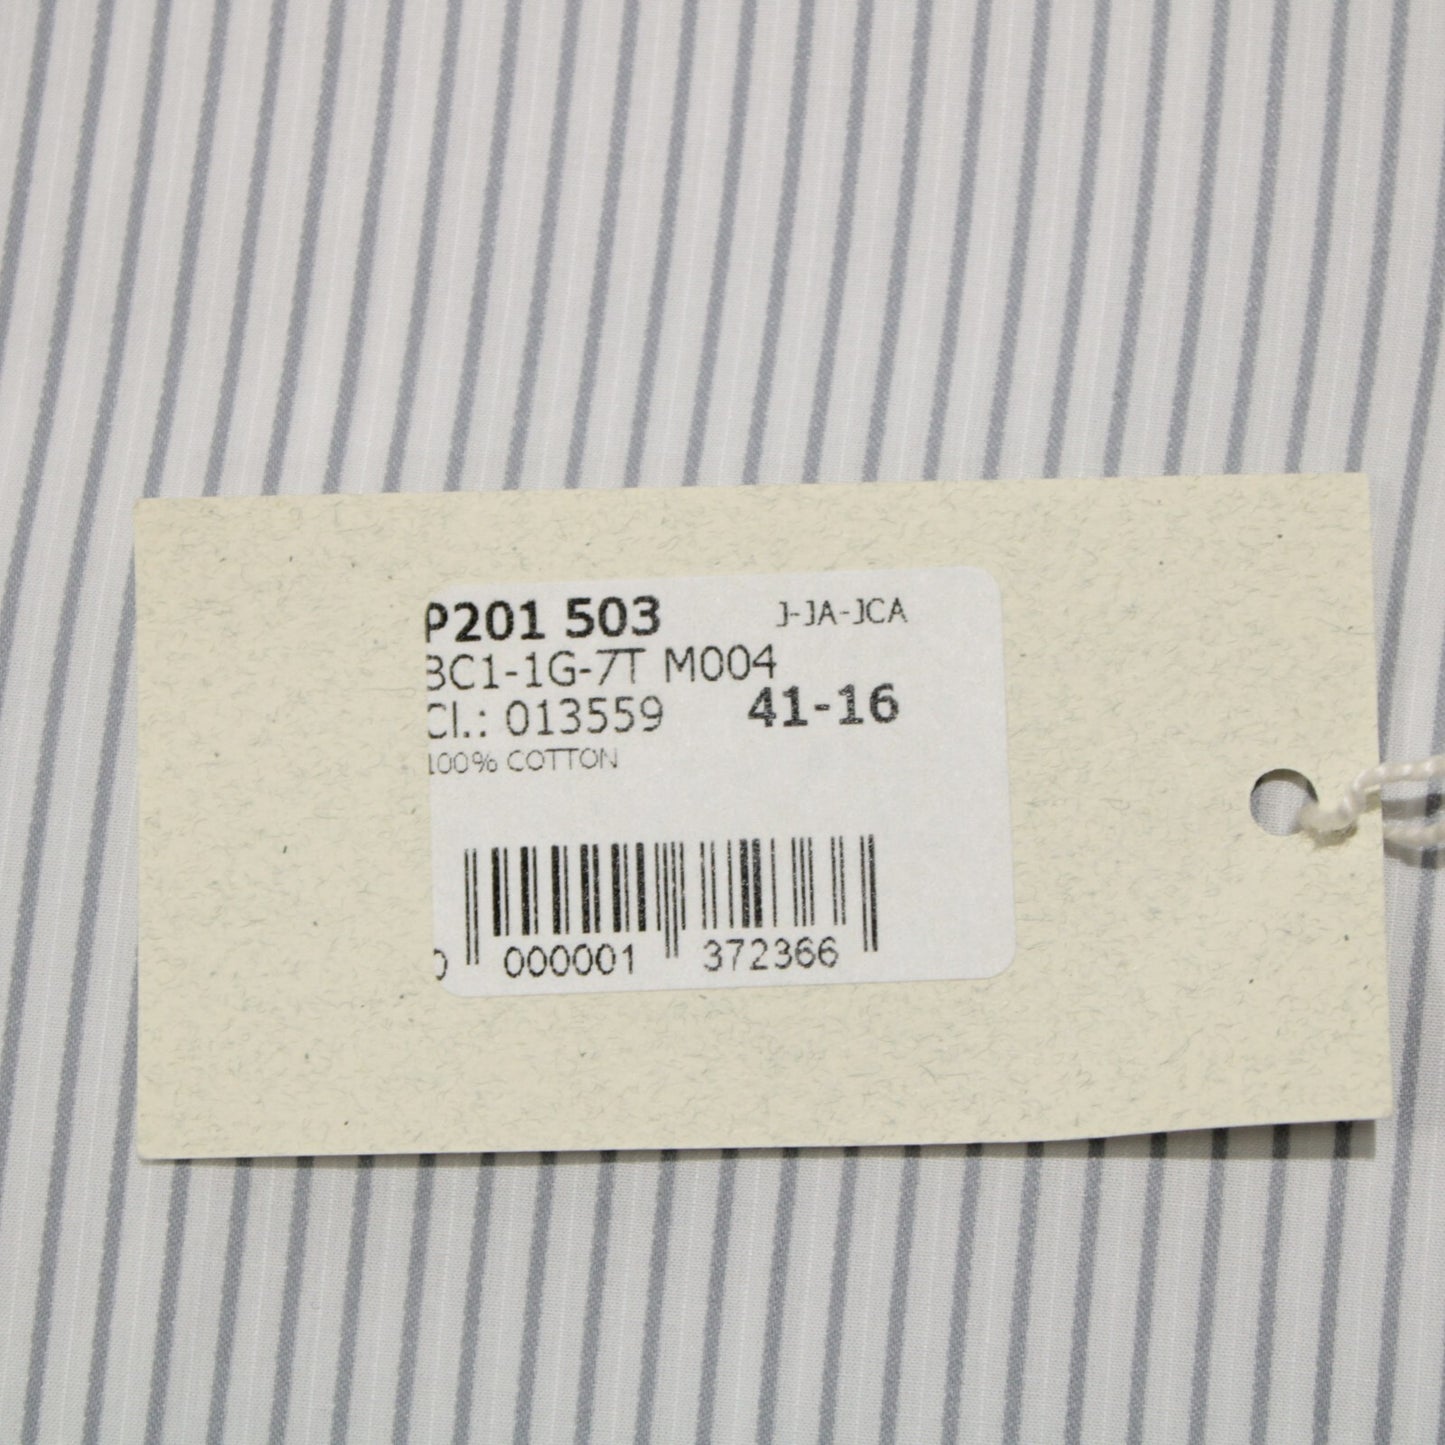 P201 503 J-JA-JCA
BC1-1G-7T M004
Cl.: 013559 41-16
100% COTTON
0 000001 372366